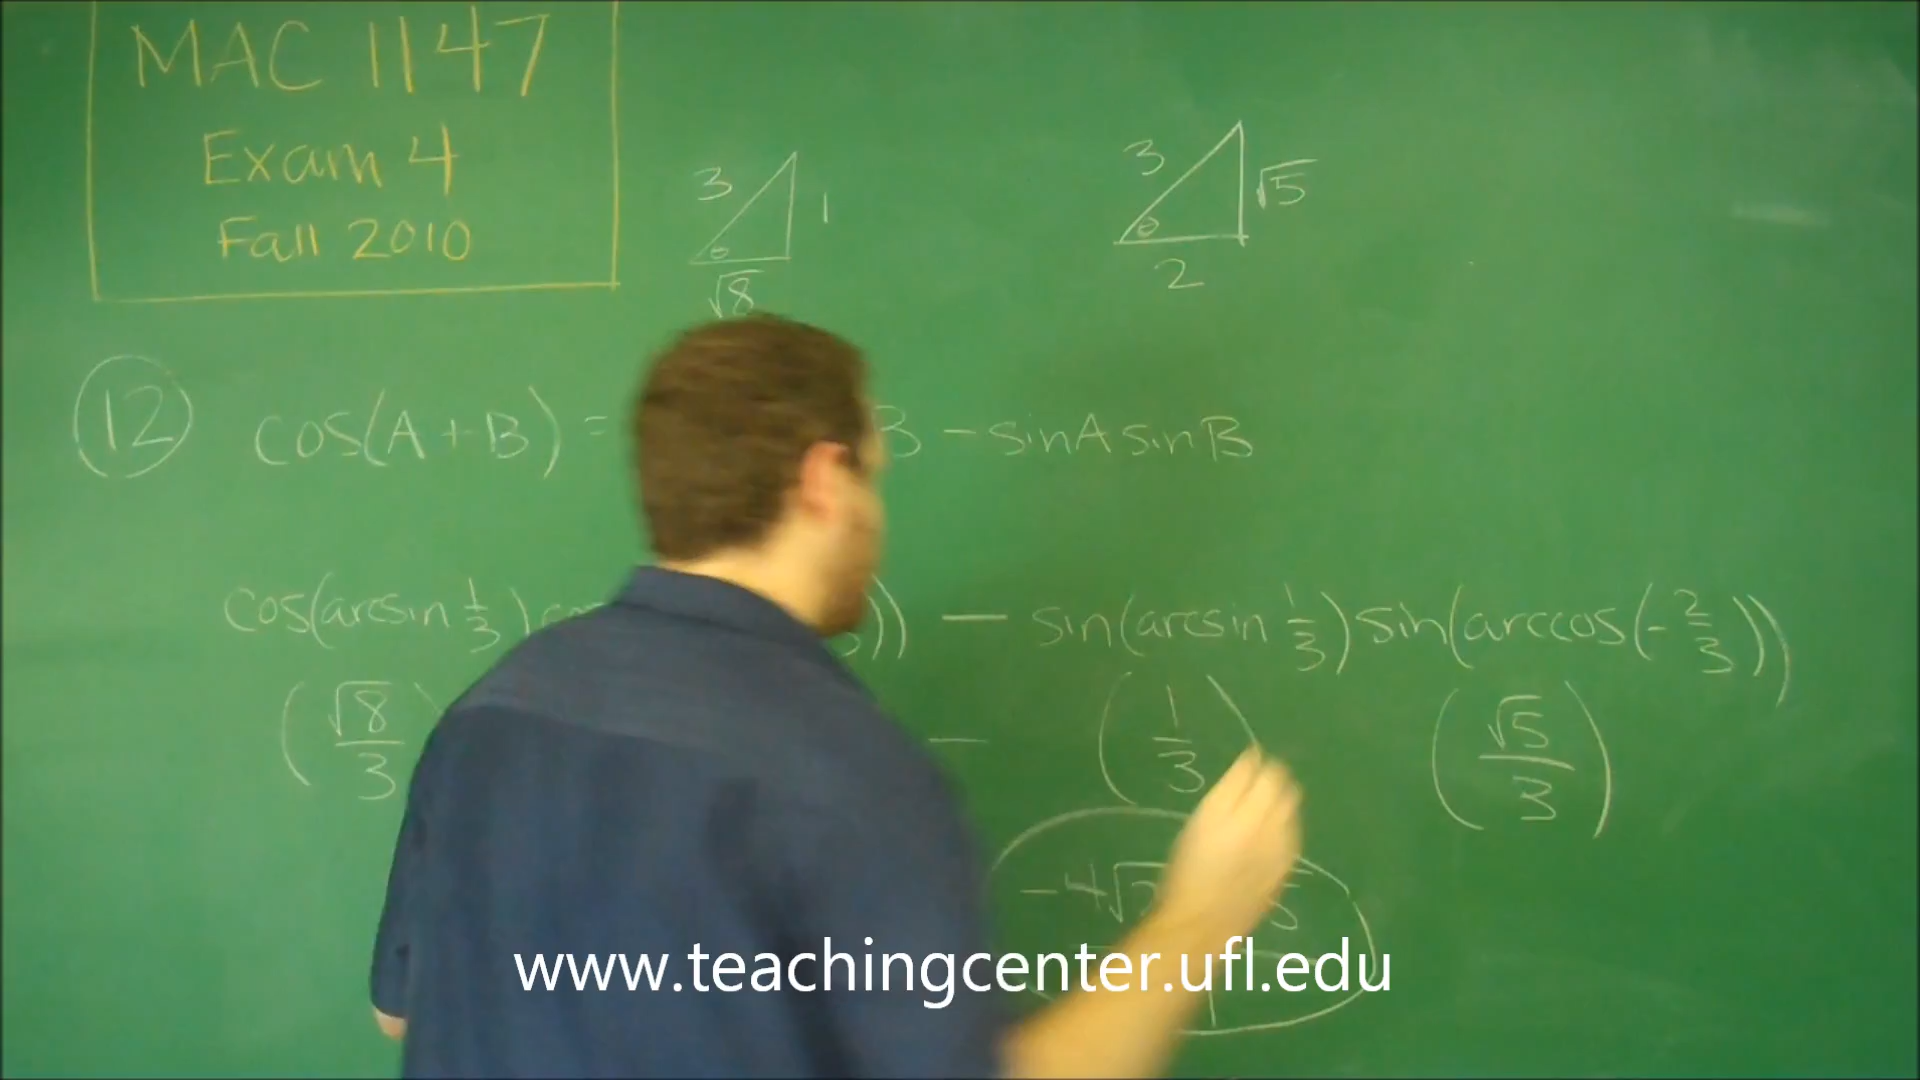 MAC 1147
Exam 4
Fall 2010
3 1
√8
3 √5
θ
2
12 cos(A+B) = B - sinA sinB
cos(arcsin 1/3) )) - sin(arcsin 1/3) sin(arccos(-2/3))
(√8/3) - (1/3) (√5/3)
-4√ 5
www.teachingcenter.ufl.edu